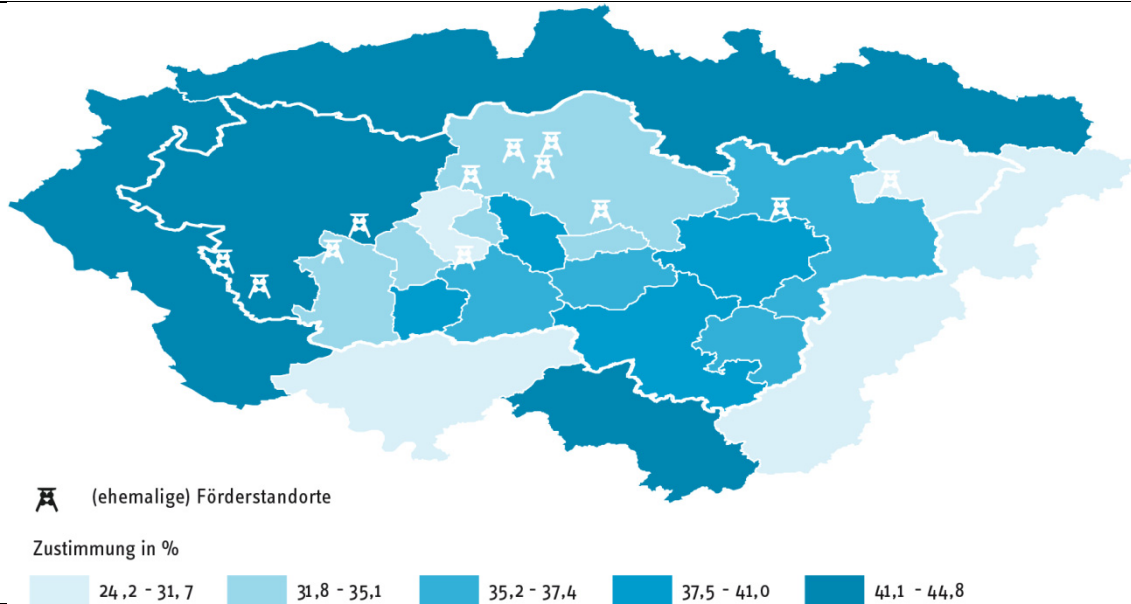 (ehemalige) Förderstandorte
Zustimmung in %
24,2 - 31,7
31,8 - 35,1
35,2 - 37,4
37,5 - 41,0
41,1 - 44,8